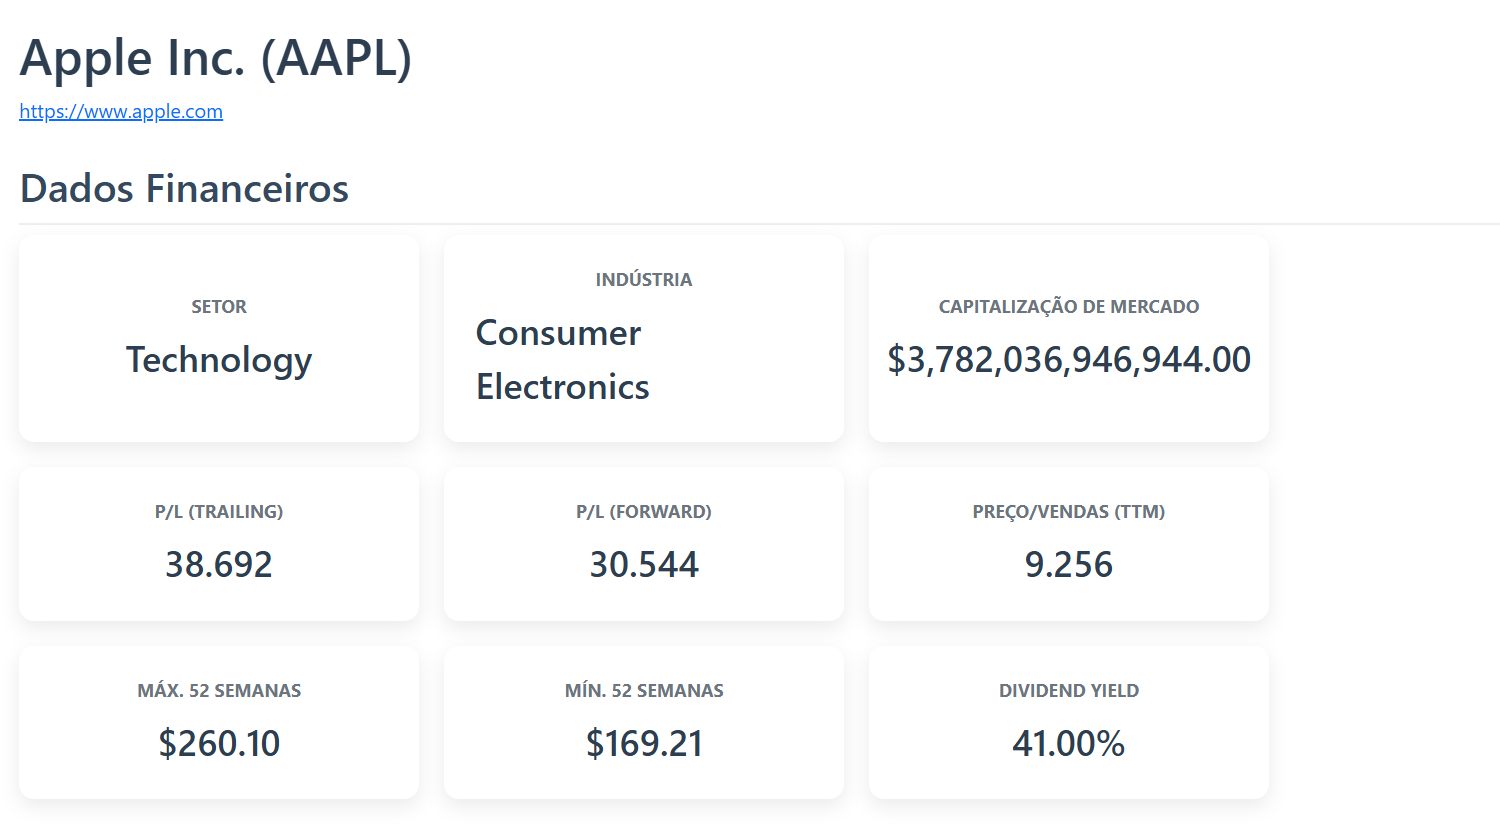 Apple Inc. (AAPL)
https://www.apple.com
Dados Financeiros
SETOR
Technology
INDÚSTRIA
Consumer
Electronics
CAPITALIZAÇÃO DE MERCADO
$3,782,036,946,944.00
P/L (TRAILING)
38.692
P/L (FORWARD)
30.544
PREÇO/VENDAS (TTM)
9.256
MÁX. 52 SEMANAS
$260.10
MÍN. 52 SEMANAS
$169.21
DIVIDEND YIELD
41.00%